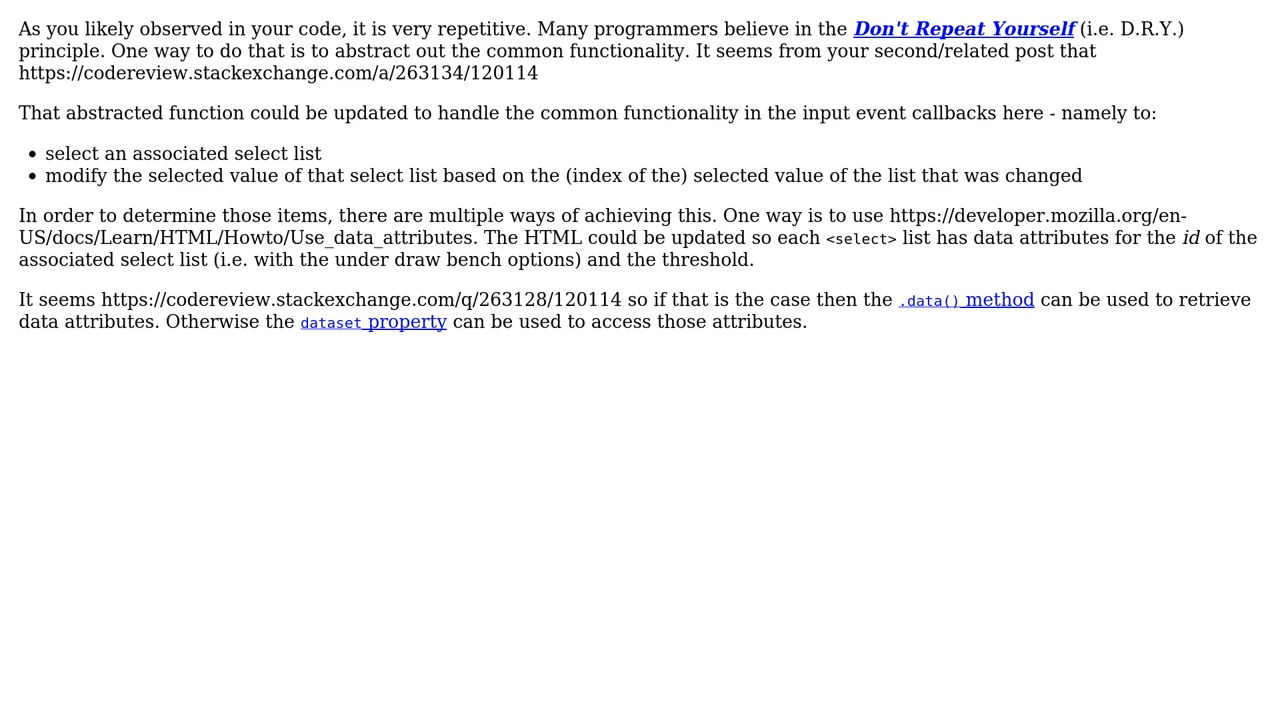 As you likely observed in your code, it is very repetitive. Many programmers believe in the Don't Repeat Yourself (i.e. D.R.Y.)
principle. One way to do that is to abstract out the common functionality. It seems from your second/related post that
https://codereview.stackexchange.com/a/263134/120114
That abstracted function could be updated to handle the common functionality in the input event callbacks here - namely to:
• select an associated select list
• modify the selected value of that select list based on the (index of the) selected value of the list that was changed
In order to determine those items, there are multiple ways of achieving this. One way is to use https://developer.mozilla.org/en-
US/docs/Learn/HTML/Howto/Use_data_attributes. The HTML could be updated so each <select> list has data attributes for the id of the
associated select list (i.e. with the under draw bench options) and the threshold.
It seems https://codereview.stackexchange.com/q/263128/120114 so if that is the case then the .data() method can be used to retrieve
data attributes. Otherwise the dataset property can be used to access those attributes.